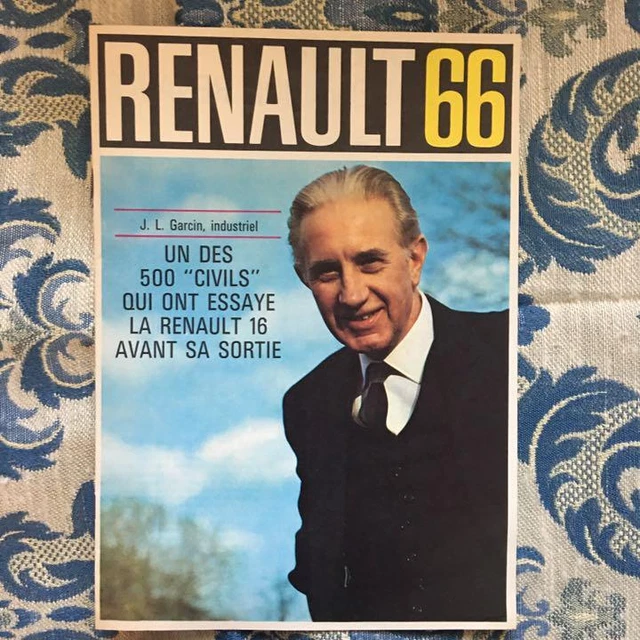 RENAULT 66
J. L. Garcin, industriel
UN DES
500 "CIVILS"
QUI ONT ESSAYE
LA RENAULT 16
AVANT SA SORTIE